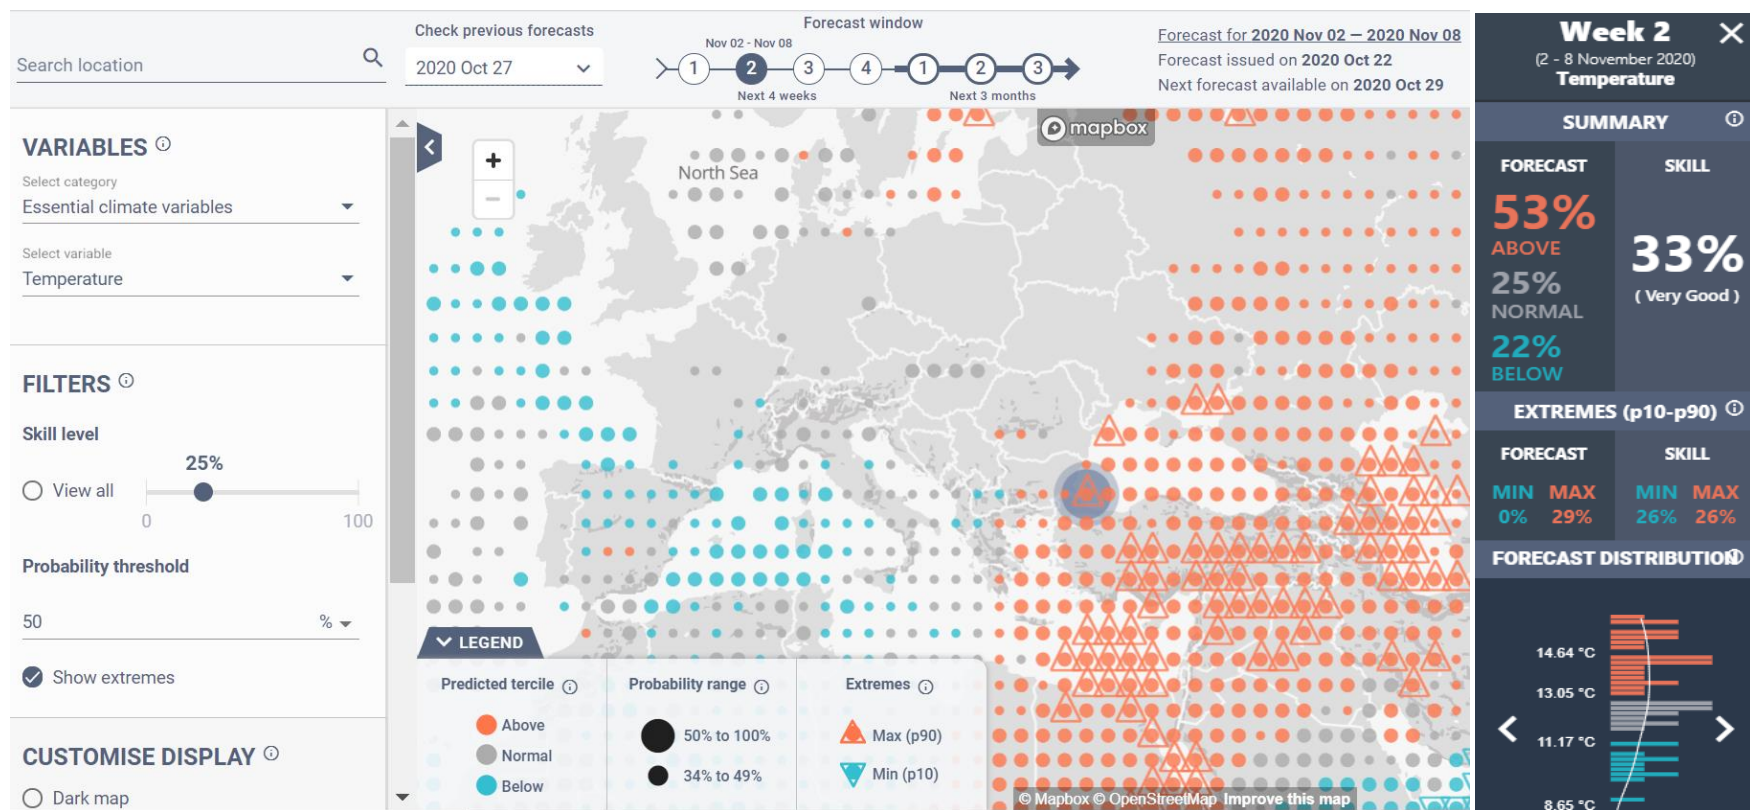 Search location
Check previous forecasts
2020 Oct 27
Forecast window
Nov 02 - Nov 08
1 2 3 4 1 2 3
Next 4 weeks
Next 3 months
Forecast for 2020 Nov 02 — 2020 Nov 08
Forecast issued on 2020 Oct 22
Next forecast available on 2020 Oct 29
VARIABLES
Select category
Essential climate variables
Select variable
Temperature
FILTERS
Skill level
25%
View all
0 100
Probability threshold
50 %
Show extremes
CUSTOMISE DISPLAY
Dark map
+
−
mapbox
North Sea
LEGEND
Predicted tercile
Above
Normal
Below
Probability range
50% to 100%
34% to 49%
Extremes
Max (p90)
Min (p10)
© Mapbox © OpenStreetMap Improve this map
Week 2
(2 - 8 November 2020)
Temperature
SUMMARY
FORECAST SKILL
53%
ABOVE
25%
NORMAL
22%
BELOW
33%
( Very Good )
EXTREMES (p10-p90)
FORECAST SKILL
MIN MAX MIN MAX
0% 29% 26% 26%
FORECAST DISTRIBUTION
14.64 °C
13.05 °C
11.17 °C
8.65 °C